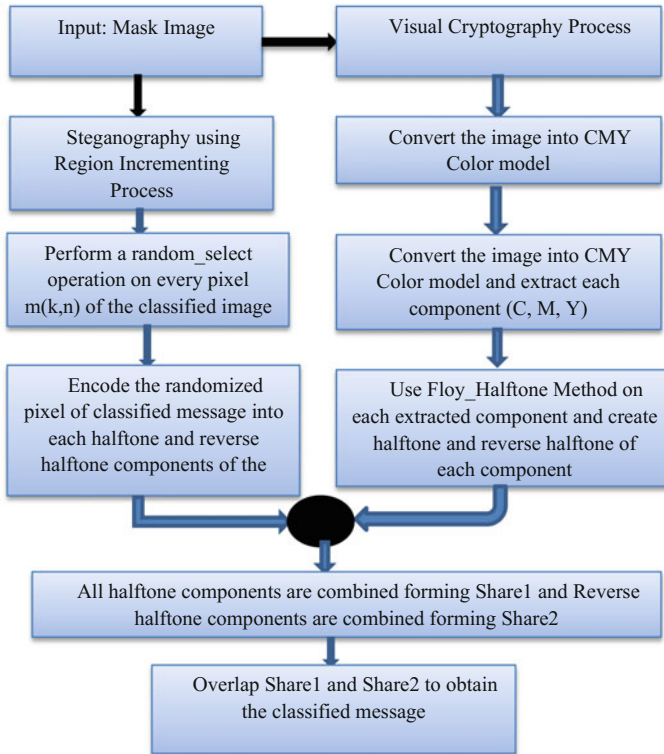 Input: Mask Image
Visual Cryptography Process
Steganography using
Region Incrementing
Process
Convert the image into CMY
Color model
Perform a random_select
operation on every pixel
m(k,n) of the classified image
Convert the image into CMY
Color model and extract each
component (C, M, Y)
Encode the randomized
pixel of classified message into
each halftone and reverse
halftone components of the
Use Floy_Halftone Method on
each extracted component and create
halftone and reverse halftone of
each component
All halftone components are combined forming Share1 and Reverse
halftone components are combined forming Share2
Overlap Share1 and Share2 to obtain
the classified message